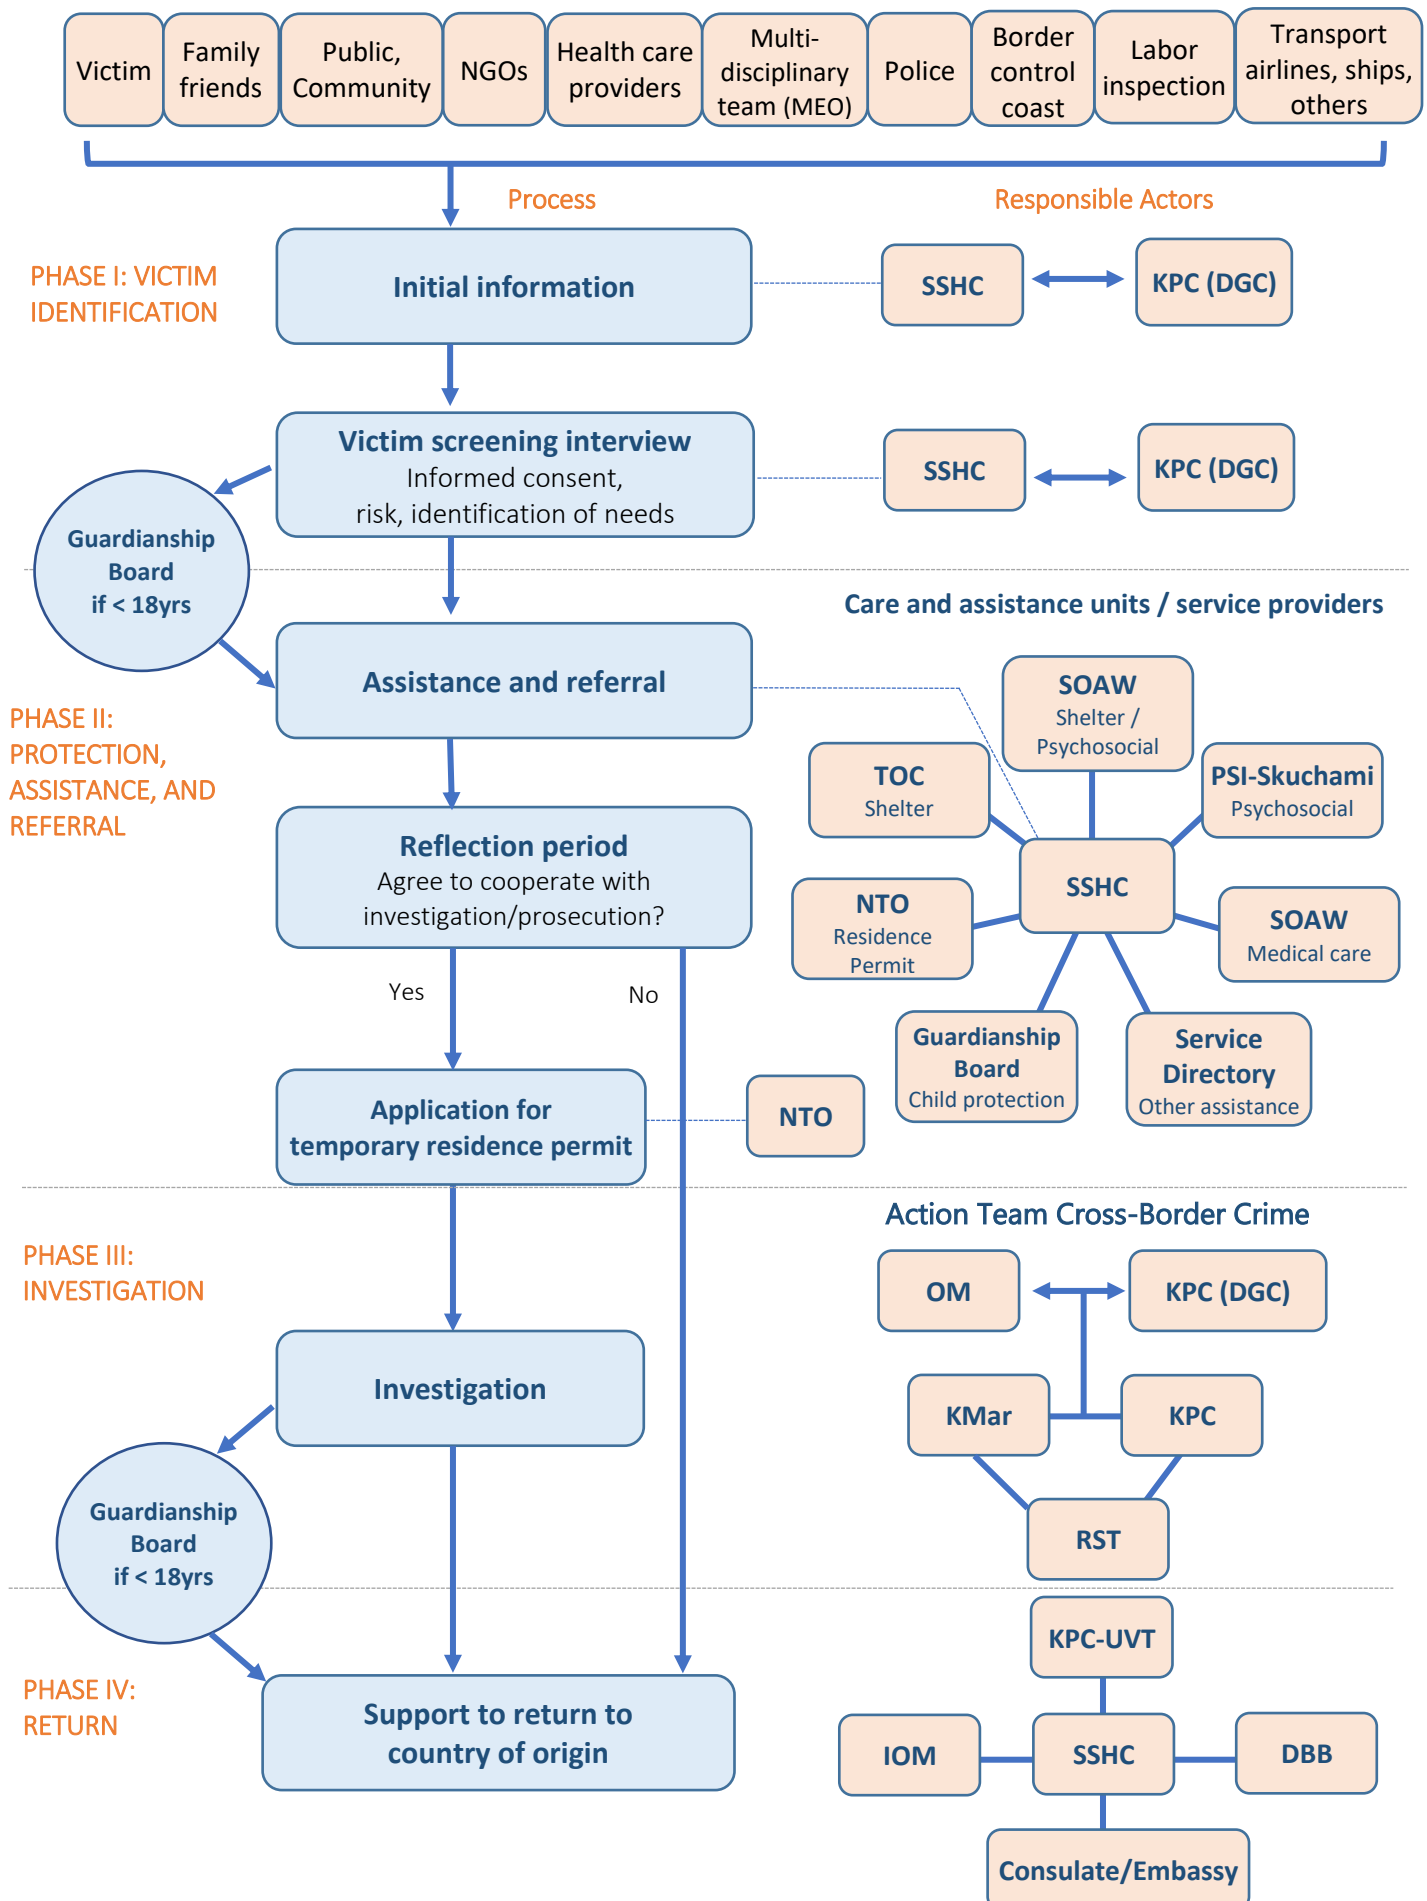 Victim
Family
friends
Public,
Community
NGOs
Health care
providers
Multi-
disciplinary
team (MEO)
Police
Border
control
coast
Labor
inspection
Transport
airlines, ships,
others
Process
Responsible Actors
PHASE I: VICTIM
IDENTIFICATION
Initial information
SSHC
KPC (DGC)
Victim screening interview
Informed consent,
risk, identification of needs
SSHC
KPC (DGC)
Guardianship
Board
if < 18yrs
Care and assistance units / service providers
Assistance and referral
PHASE II:
PROTECTION,
ASSISTANCE, AND
REFERRAL
SOAW
Shelter /
Psychosocial
TOC
Shelter
PSI-Skuchami
Psychosocial
SSHC
NTO
Residence
Permit
SOAW
Medical care
Guardianship
Board
Child protection
Service
Directory
Other assistance
Reflection period
Agree to cooperate with
investigation/prosecution?
Yes
No
Application for
temporary residence permit
NTO
Action Team Cross-Border Crime
PHASE III:
INVESTIGATION
OM
KPC (DGC)
KMar
KPC
RST
Investigation
Guardianship
Board
if < 18yrs
PHASE IV:
RETURN
Support to return to
country of origin
KPC-UVT
IOM
SSHC
DBB
Consulate/Embassy